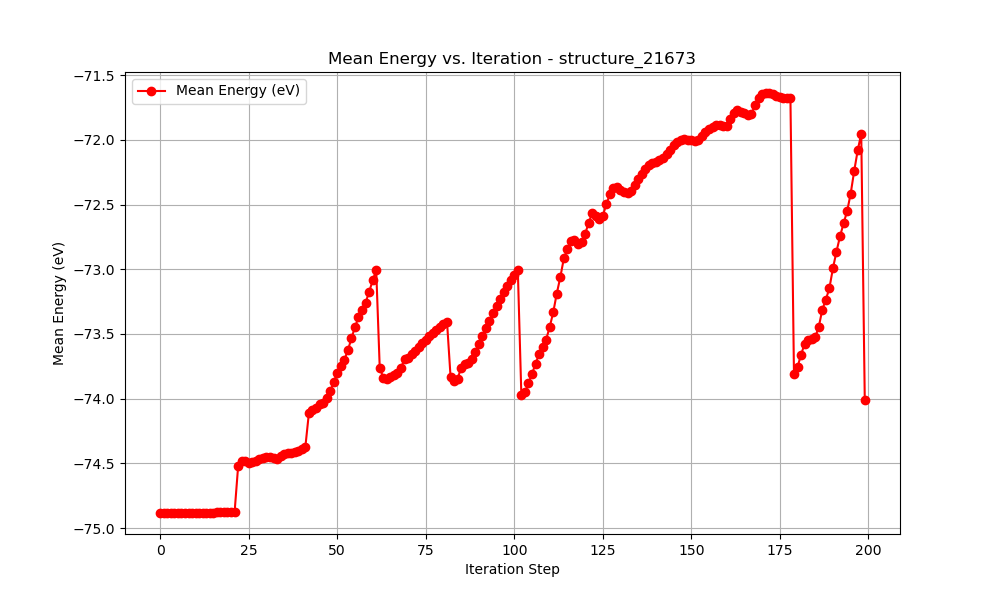 Mean Energy vs. Iteration - structure_21673
Mean Energy (eV)
−71.5
−72.0
−72.5
−73.0
−73.5
−74.0
−74.5
−75.0
Mean Energy (eV)
0 25 50 75 100 125 150 175 200
Iteration Step